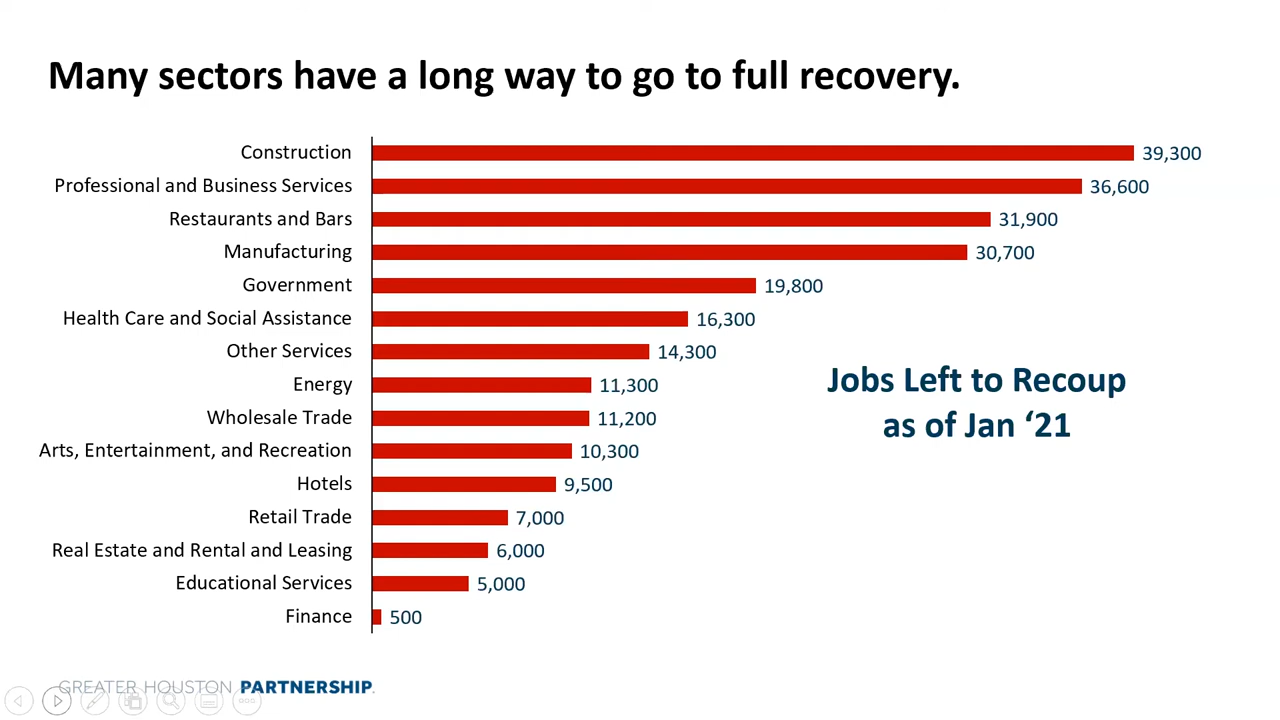 Many sectors have a long way to go to full recovery.
Construction 39,300
Professional and Business Services 36,600
Restaurants and Bars 31,900
Manufacturing 30,700
Government 19,800
Health Care and Social Assistance 16,300
Other Services 14,300
Energy 11,300
Wholesale Trade 11,200
Arts, Entertainment, and Recreation 10,300
Hotels 9,500
Retail Trade 7,000
Real Estate and Rental and Leasing 6,000
Educational Services 5,000
Finance 500
Jobs Left to Recoup
as of Jan ‘21
GREATER HOUSTON PARTNERSHIP.